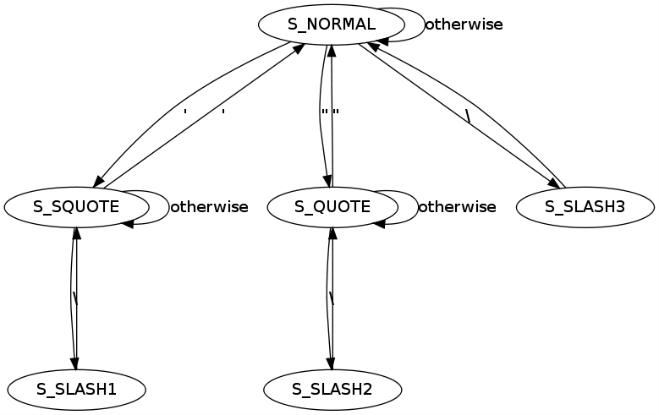 S_NORMAL
otherwise
' ' " " \
S_SQUOTE
otherwise
S_QUOTE
otherwise
S_SLASH3
\ \
S_SLASH1
S_SLASH2